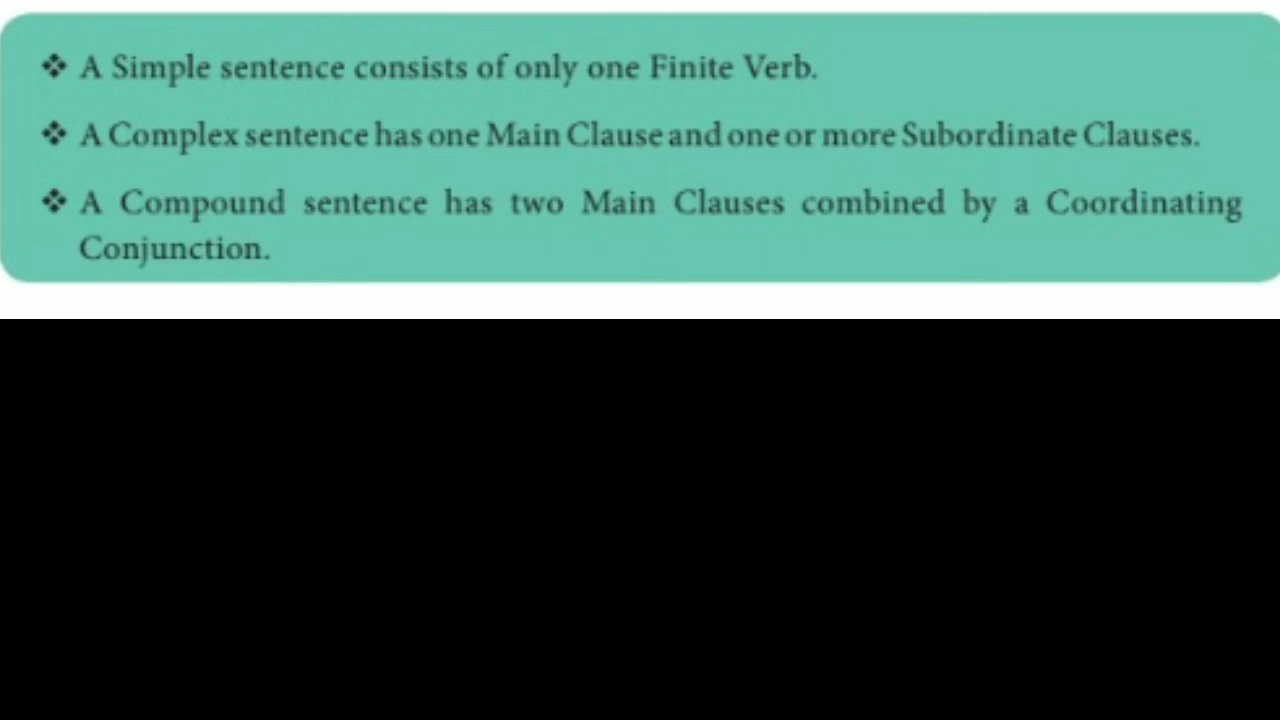 ❖ A Simple sentence consists of only one Finite Verb.
❖ A Complex sentence has one Main Clause and one or more Subordinate Clauses.
❖ A Compound sentence has two Main Clauses combined by a Coordinating
Conjunction.